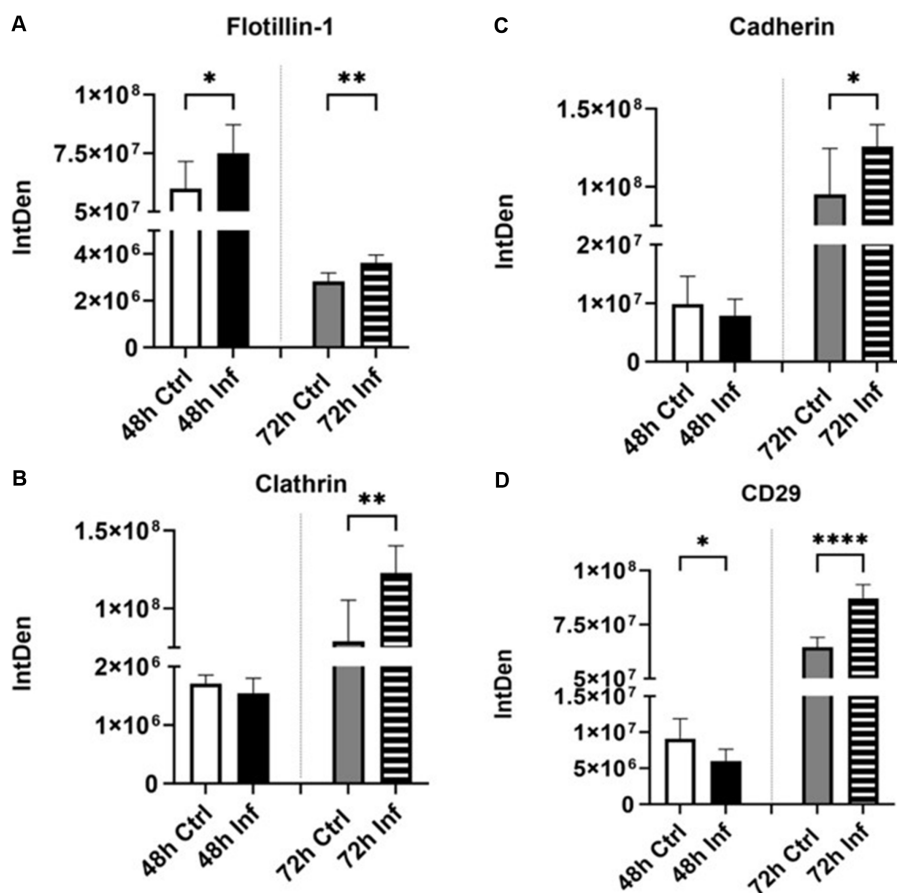 A
Flotillin-1
IntDen
1×10⁸
7.5×10⁷
5×10⁷
4×10⁶
2×10⁶
0
*
**
48h Ctrl
48h Inf
72h Ctrl
72h Inf
C
Cadherin
IntDen
1.5×10⁸
1×10⁸
2×10⁷
1×10⁷
0
*
48h Ctrl
48h Inf
72h Ctrl
72h Inf
B
Clathrin
IntDen
1.5×10⁸
1×10⁸
2×10⁶
1×10⁶
0
**
48h Ctrl
48h Inf
72h Ctrl
72h Inf
D
CD29
IntDen
1×10⁸
7.5×10⁷
5×10⁷
1.5×10⁷
1×10⁷
5×10⁶
0
*
****
48h Ctrl
48h Inf
72h Ctrl
72h Inf